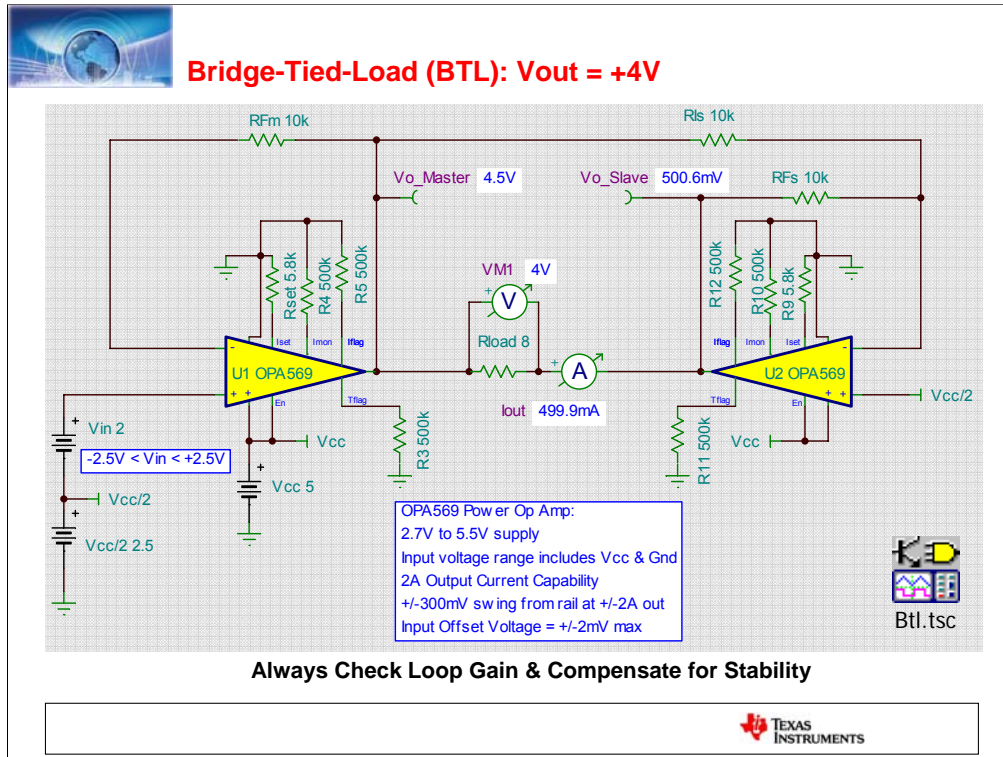 Bridge-Tied-Load (BTL): Vout = +4V
RFm 10k
RIs 10k
Vo_Master 4.5V
Vo_Slave 500.6mV
RFs 10k
Rset 5.8k
R4 500k
R5 500k
VM1 4V
V
R12 500k
R10 500k
R9 5.8k
Iset
Imon
Iflag
Rload 8
Iflag
Imon
Iset
-
U1 OPA569
+
+
En
Tflag
+
A
-
U2 OPA569
+
+
En
Tflag
Iout 499.9mA
Vcc/2
+
Vin 2
-2.5V < Vin < +2.5V
Vcc
R3 500k
R11 500k
Vcc
Vcc/2
+
Vcc 5
+
Vcc/2 2.5
OPA569 Power Op Amp:
2.7V to 5.5V supply
Input voltage range includes Vcc & Gnd
2A Output Current Capability
+/-300mV swing from rail at +/-2A out
Input Offset Voltage = +/-2mV max
Btl.tsc
Always Check Loop Gain & Compensate for Stability
TEXAS
INSTRUMENTS